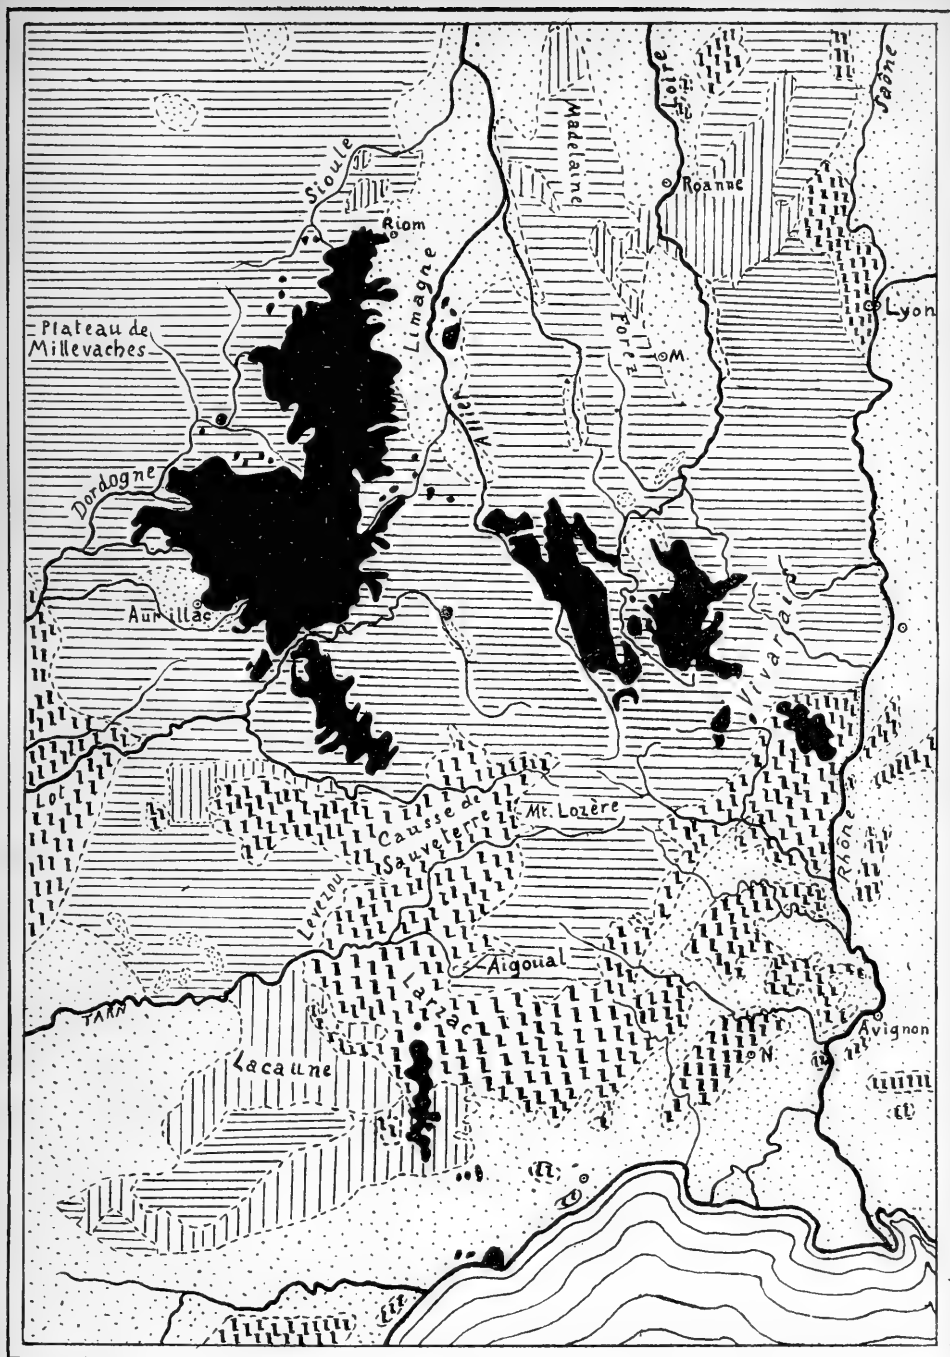 Loire
Saône
Madelaine
Sioule
Roanne
Riom
Limagne
Lyon
Plateau de
Millevaches
Forez
M.
Allier
Dordogne
Aurillac
Vivarais
Lot
Causse de
Sauveterre
Mt. Lozère
Rhône
Levezou
Aigoual
Larzac
TARN
Avignon
N
Lacaune